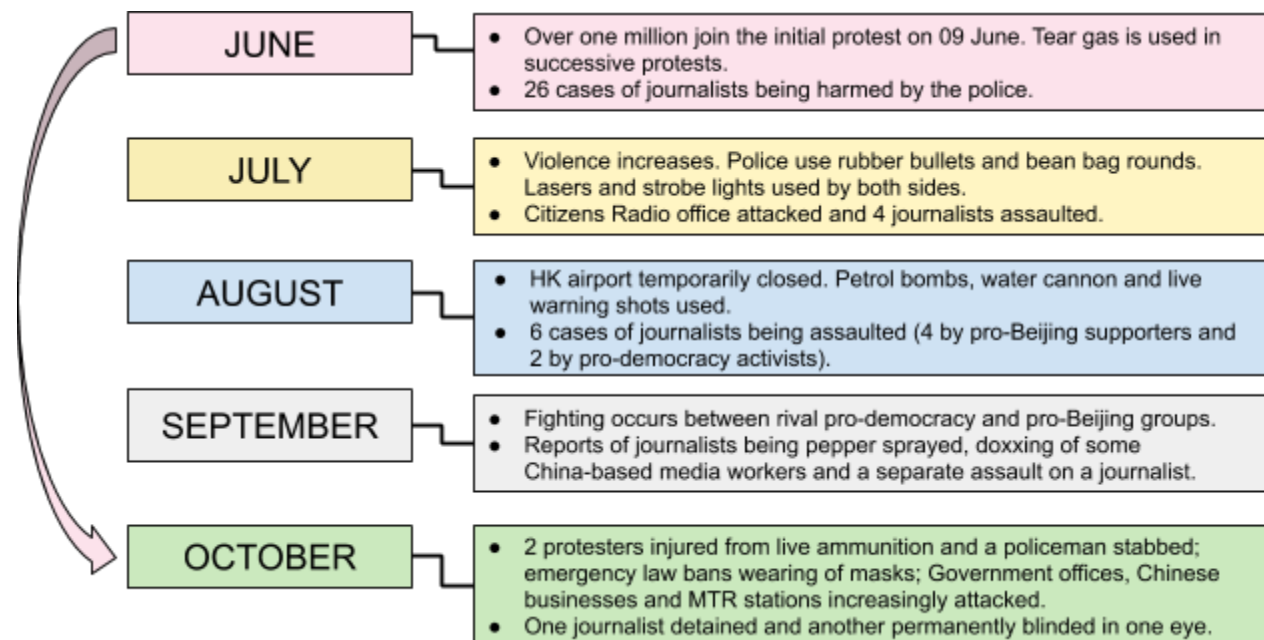 JUNE
● Over one million join the initial protest on 09 June. Tear gas is used in
successive protests.
● 26 cases of journalists being harmed by the police.
JULY
● Violence increases. Police use rubber bullets and bean bag rounds.
Lasers and strobe lights used by both sides.
● Citizens Radio office attacked and 4 journalists assaulted.
AUGUST
● HK airport temporarily closed. Petrol bombs, water cannon and live
warning shots used.
● 6 cases of journalists being assaulted (4 by pro-Beijing supporters and
2 by pro-democracy activists).
SEPTEMBER
● Fighting occurs between rival pro-democracy and pro-Beijing groups.
● Reports of journalists being pepper sprayed, doxxing of some
China-based media workers and a separate assault on a journalist.
OCTOBER
● 2 protesters injured from live ammunition and a policeman stabbed;
emergency law bans wearing of masks; Government offices, Chinese
businesses and MTR stations increasingly attacked.
● One journalist detained and another permanently blinded in one eye.